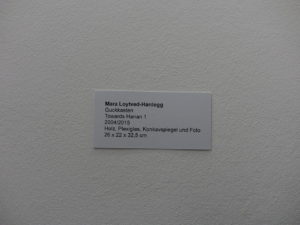 Mara Loytved-Hardegg
Guckkasten
Towards Hanan 1
2004/2015
Holz, Plexiglas, Konkavspiegel und Foto
26 x 22 x 32,5 cm